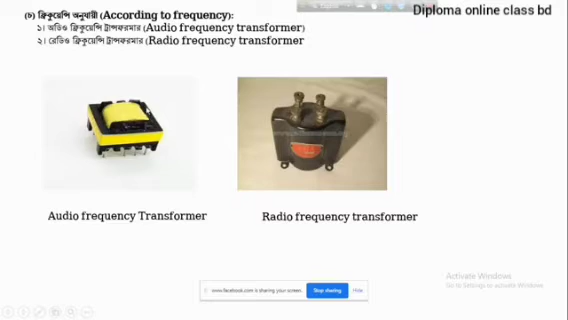 Diploma online class bd
(৮) ফ্রিকুয়েন্সি অনুযায়ী (According to frequency):
১। অডিও ফ্রিকুয়েন্সি ট্রান্সফরমার (Audio frequency transformer)
২। রেডিও ফ্রিকুয়েন্সি ট্রান্সফরমার (Radio frequency transformer
Audio frequency Transformer
Radio frequency transformer
Activate Windows
Go to Settings to activate Windows.
www.facebook.com is sharing your screen.
Stop sharing
Hide